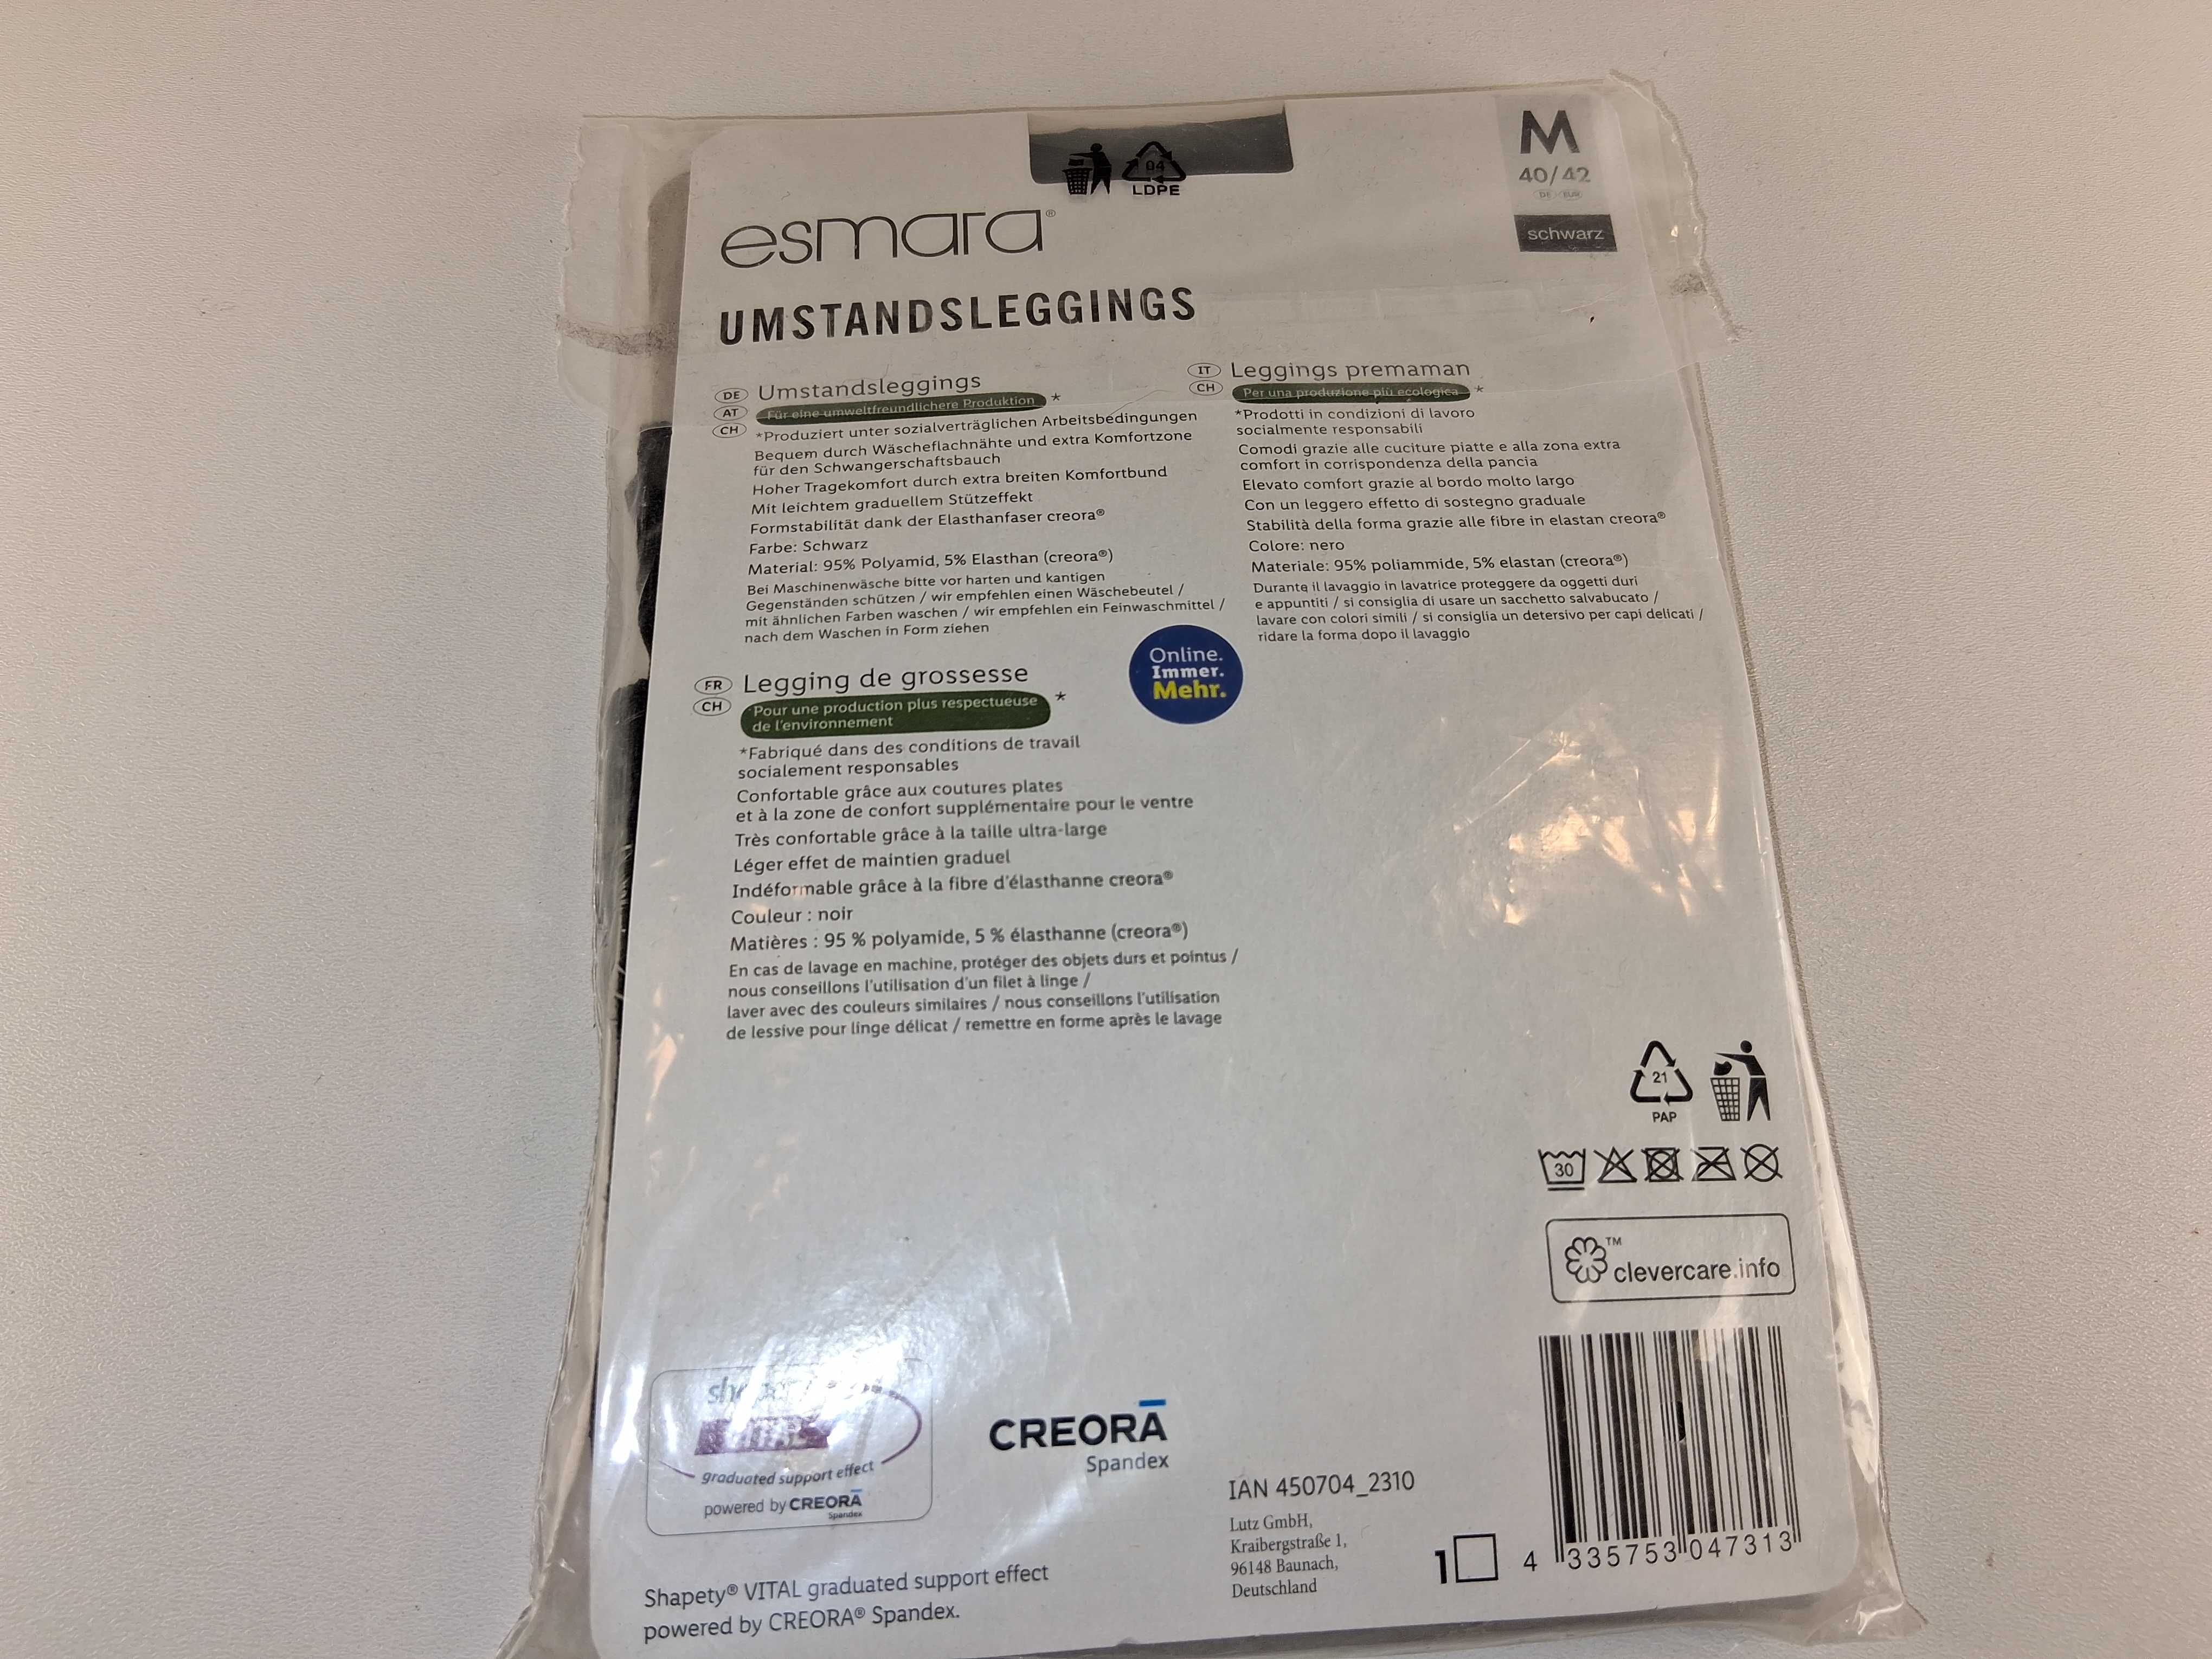 04
LDPE
M
40/42
DE EUR
schwarz
esmara®
UMSTANDSLEGGINGS
DE
AT
CH
Umstandsleggings
Für eine umweltfreundlichere Produktion *
*Produziert unter sozialverträglichen Arbeitsbedingungen
Bequem durch Wäscheflachnähte und extra Komfortzone
für den Schwangerschaftsbauch
Hoher Tragekomfort durch extra breiten Komfortbund
Mit leichtem graduellem Stützeffekt
Formstabilität dank der Elasthanfaser creora®
Farbe: Schwarz
Material: 95% Polyamid, 5% Elasthan (creora®)
Bei Maschinenwäsche bitte vor harten und kantigen
Gegenständen schützen / wir empfehlen einen Wäschebeutel /
mit ähnlichen Farben waschen / wir empfehlen ein Feinwaschmittel /
nach dem Waschen in Form ziehen
IT
CH
Leggings premaman
Per una produzione più ecologica *
*Prodotti in condizioni di lavoro
socialmente responsabili
Comodi grazie alle cuciture piatte e alla zona extra
comfort in corrispondenza della pancia
Elevato comfort grazie al bordo molto largo
Con un leggero effetto di sostegno graduale
Stabilità della forma grazie alle fibre in elastan creora®
Colore: nero
Materiale: 95% poliammide, 5% elastan (creora®)
Durante il lavaggio in lavatrice proteggere da oggetti duri
e appuntiti / si consiglia di usare un sacchetto salvabucato /
lavare con colori simili / si consiglia un detersivo per capi delicati /
ridare la forma dopo il lavaggio
Online.
Immer.
Mehr.
FR
CH
Legging de grossesse
Pour une production plus respectueuse
de l'environnement *
*Fabriqué dans des conditions de travail
socialement responsables
Confortable grâce aux coutures plates
et à la zone de confort supplémentaire pour le ventre
Très confortable grâce à la taille ultra-large
Léger effet de maintien graduel
Indéformable grâce à la fibre d'élasthanne creora®
Couleur : noir
Matières : 95 % polyamide, 5 % élasthanne (creora®)
En cas de lavage en machine, protéger des objets durs et pointus /
nous conseillons l'utilisation d'un filet à linge /
laver avec des couleurs similaires / nous conseillons l'utilisation
de lessive pour linge délicat / remettre en forme après le lavage
21
PAP
30
™
clevercare.info
graduated support effect
powered by CREORA
Spandex
CREORA
Spandex
Shapety® VITAL graduated support effect
powered by CREORA® Spandex.
IAN 450704_2310
Lutz GmbH,
Kraibergstraße 1,
96148 Baunach,
Deutschland
1
4 335753 047313